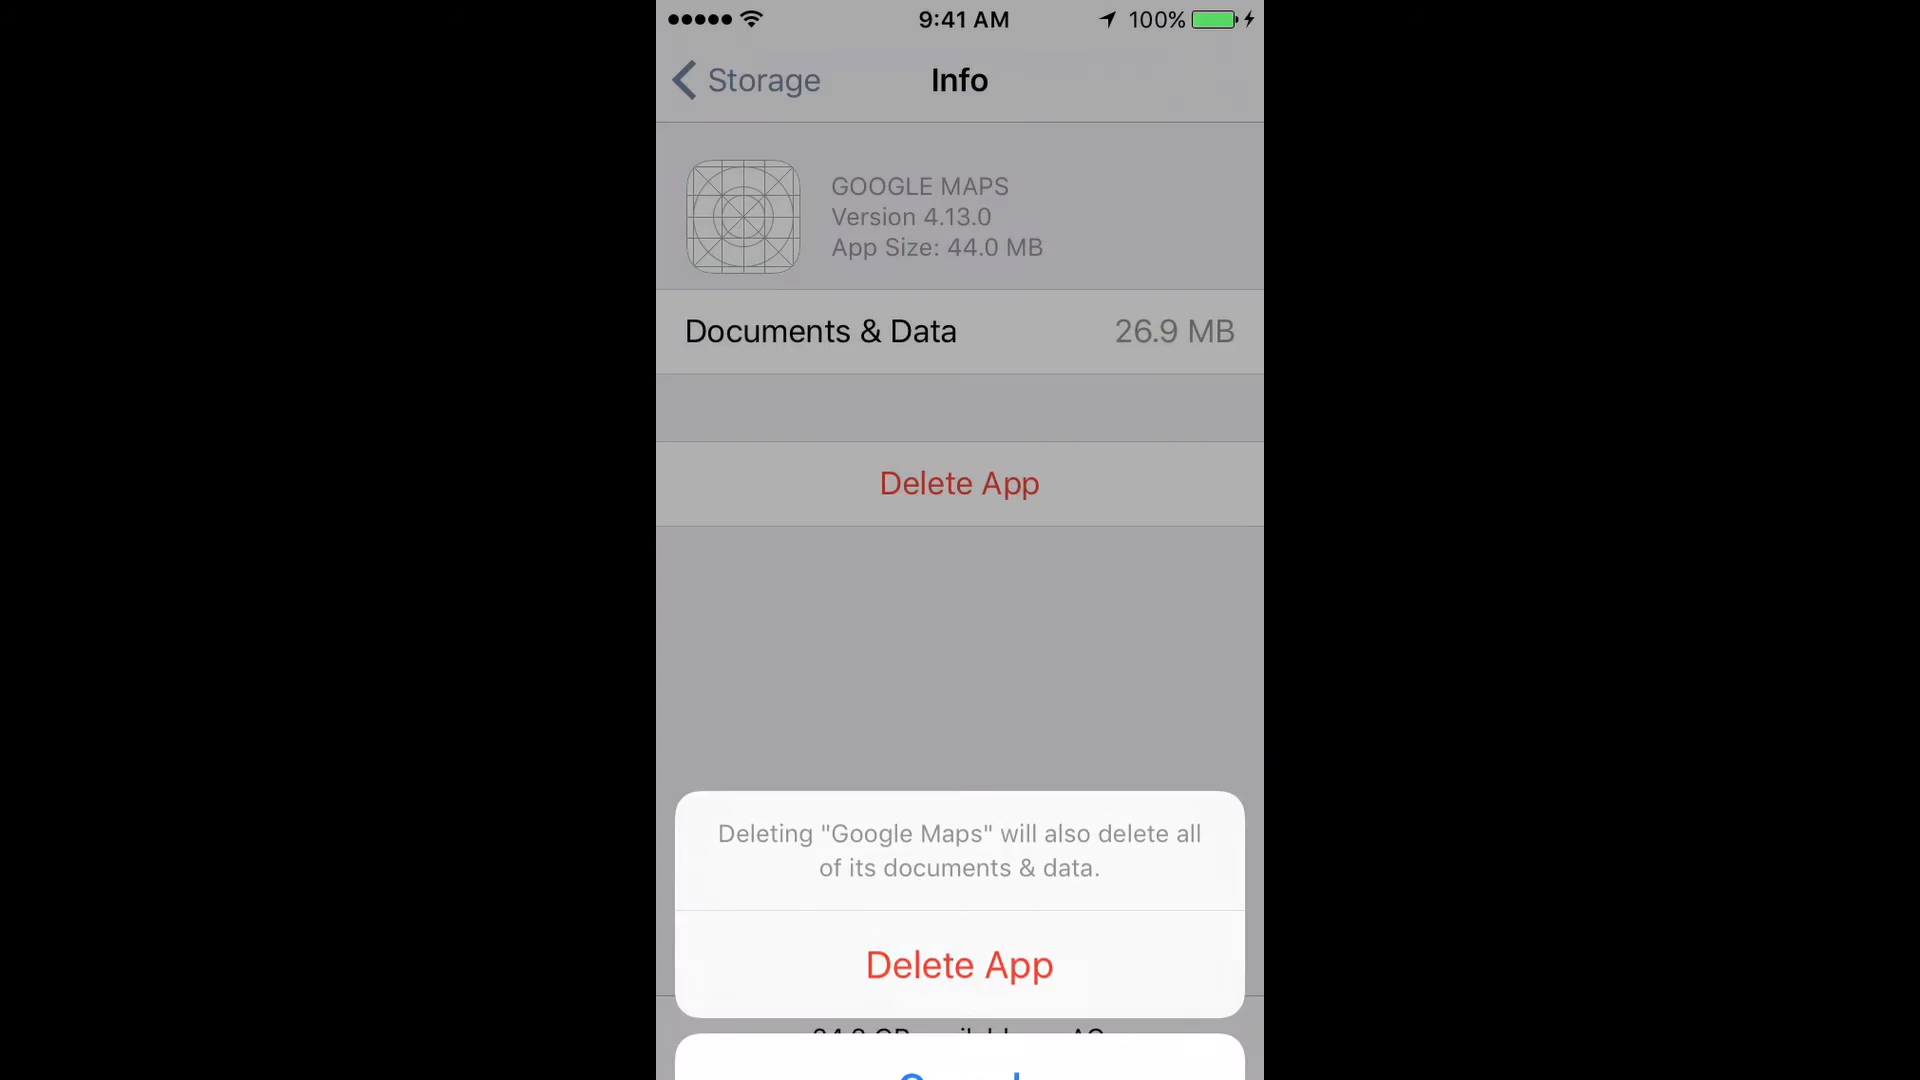 9:41 AM
100%
Storage
Info
GOOGLE MAPS
Version 4.13.0
App Size: 44.0 MB
Documents & Data
26.9 MB
Delete App
Deleting "Google Maps" will also delete all
of its documents & data.
Delete App